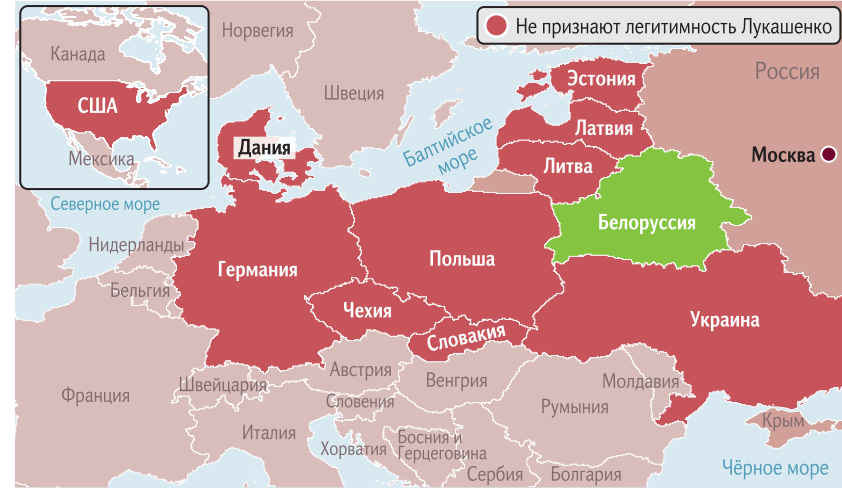 Не признают легитимность Лукашенко
Канада
США
Мексика
Норвегия
Швеция
Эстония
Россия
Латвия
Балтийское
море
Дания
Литва
Москва
Северное море
Белоруссия
Нидерланды
Германия
Польша
Бельгия
Чехия
Словакия
Украина
Франция
Швейцария
Австрия
Венгрия
Молдавия
Словения
Румыния
Крым
Италия
Хорватия
Босния и
Герцеговина
Сербия
Болгария
Чёрное море